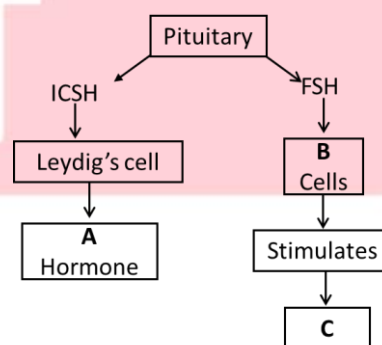 Pituitary
ICSH
FSH
Leydig's cell
B
Cells
A
Hormone
Stimulates
C